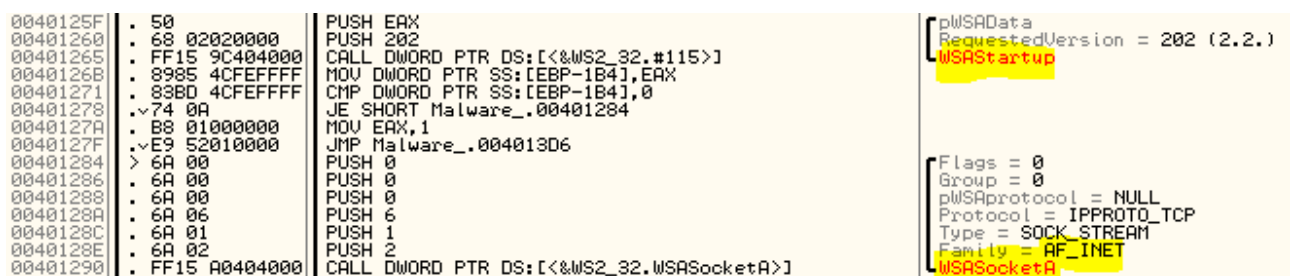 0040125F . 50 PUSH EAX pWSAData
00401260 . 68 02020000 PUSH 202 RequestedVersion = 202 (2.2.)
00401265 . FF15 9C404000 CALL DWORD PTR DS:[<&WS2_32.#115>] WSAStartup
0040126B . 8985 4CFEFFFF MOV DWORD PTR SS:[EBP-1B4],EAX
00401271 . 83BD 4CFEFFFF CMP DWORD PTR SS:[EBP-1B4],0
00401278 .v74 0A JE SHORT Malware_.00401284
0040127A . B8 01000000 MOV EAX,1
0040127F .vE9 52010000 JMP Malware_.004013D6
00401284 > 6A 00 PUSH 0 Flags = 0
00401286 . 6A 00 PUSH 0 Group = 0
00401288 . 6A 00 PUSH 0 pWSAprotocol = NULL
0040128A . 6A 06 PUSH 6 Protocol = IPPROTO_TCP
0040128C . 6A 01 PUSH 1 Type = SOCK_STREAM
0040128E . 6A 02 PUSH 2 Family = AF_INET
00401290 . FF15 A0404000 CALL DWORD PTR DS:[<&WS2_32.WSASocketA>] WSASocketA